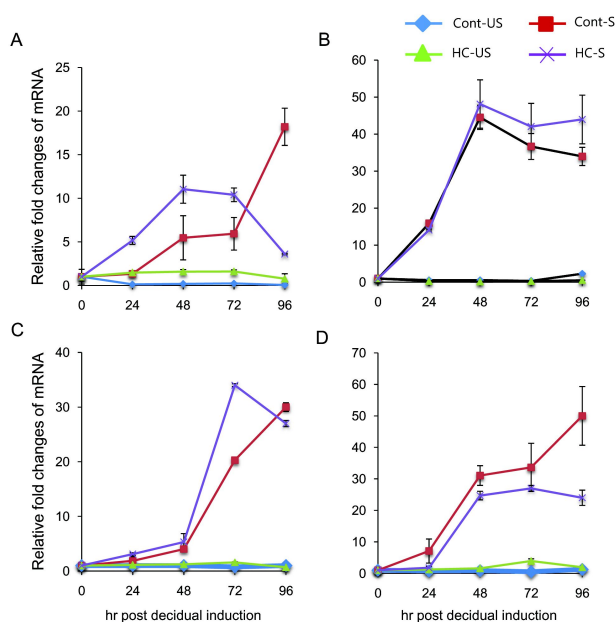 Cont-US Cont-S
HC-US HC-S
A
Relative fold changes of mRNA
25
20
15
10
5
0
0 24 48 72 96
B
60
50
40
30
20
10
0
0 24 48 72 96
C
Relative fold changes of mRNA
40
30
20
10
0
0 24 48 72 96
hr post decidual induction
D
70
60
50
40
30
20
10
0
0 24 48 72 96
hr post decidual induction